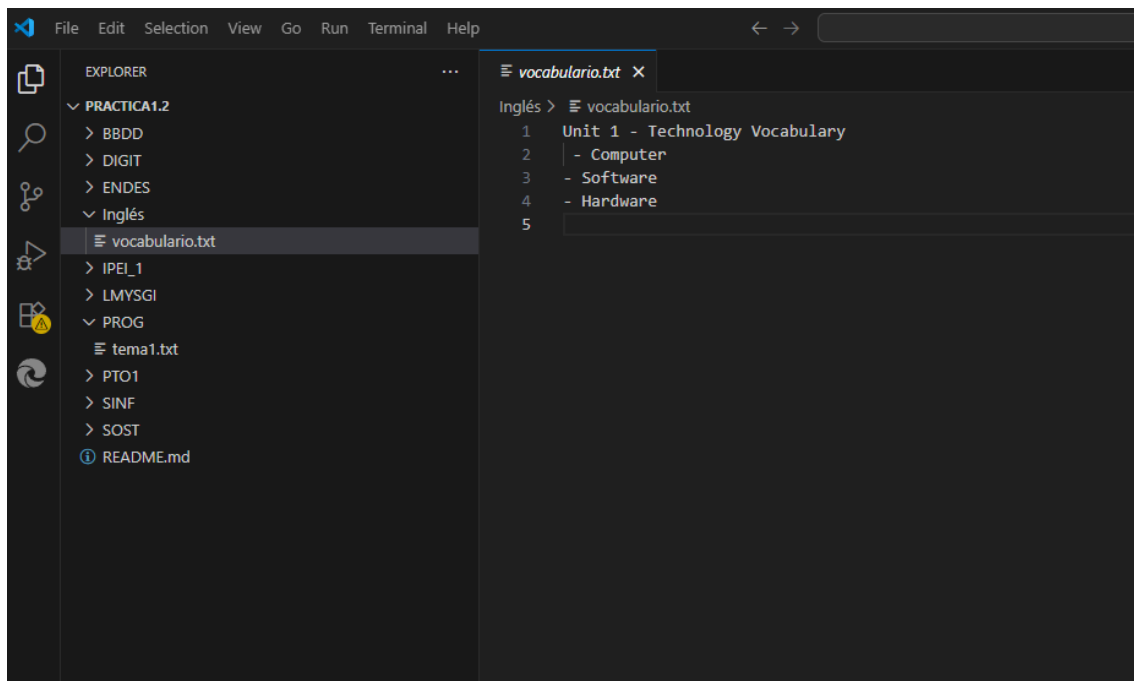 File Edit Selection View Go Run Terminal Help
EXPLORER ...
PRACTICA1.2
BBDD
DIGIT
ENDES
Inglés
vocabulario.txt
IPEI_1
LMYSGI
PROG
tema1.txt
PTO1
SINF
SOST
README.md
vocabulario.txt
Inglés > vocabulario.txt
1 Unit 1 - Technology Vocabulary
2  - Computer
3 - Software
4 - Hardware
5